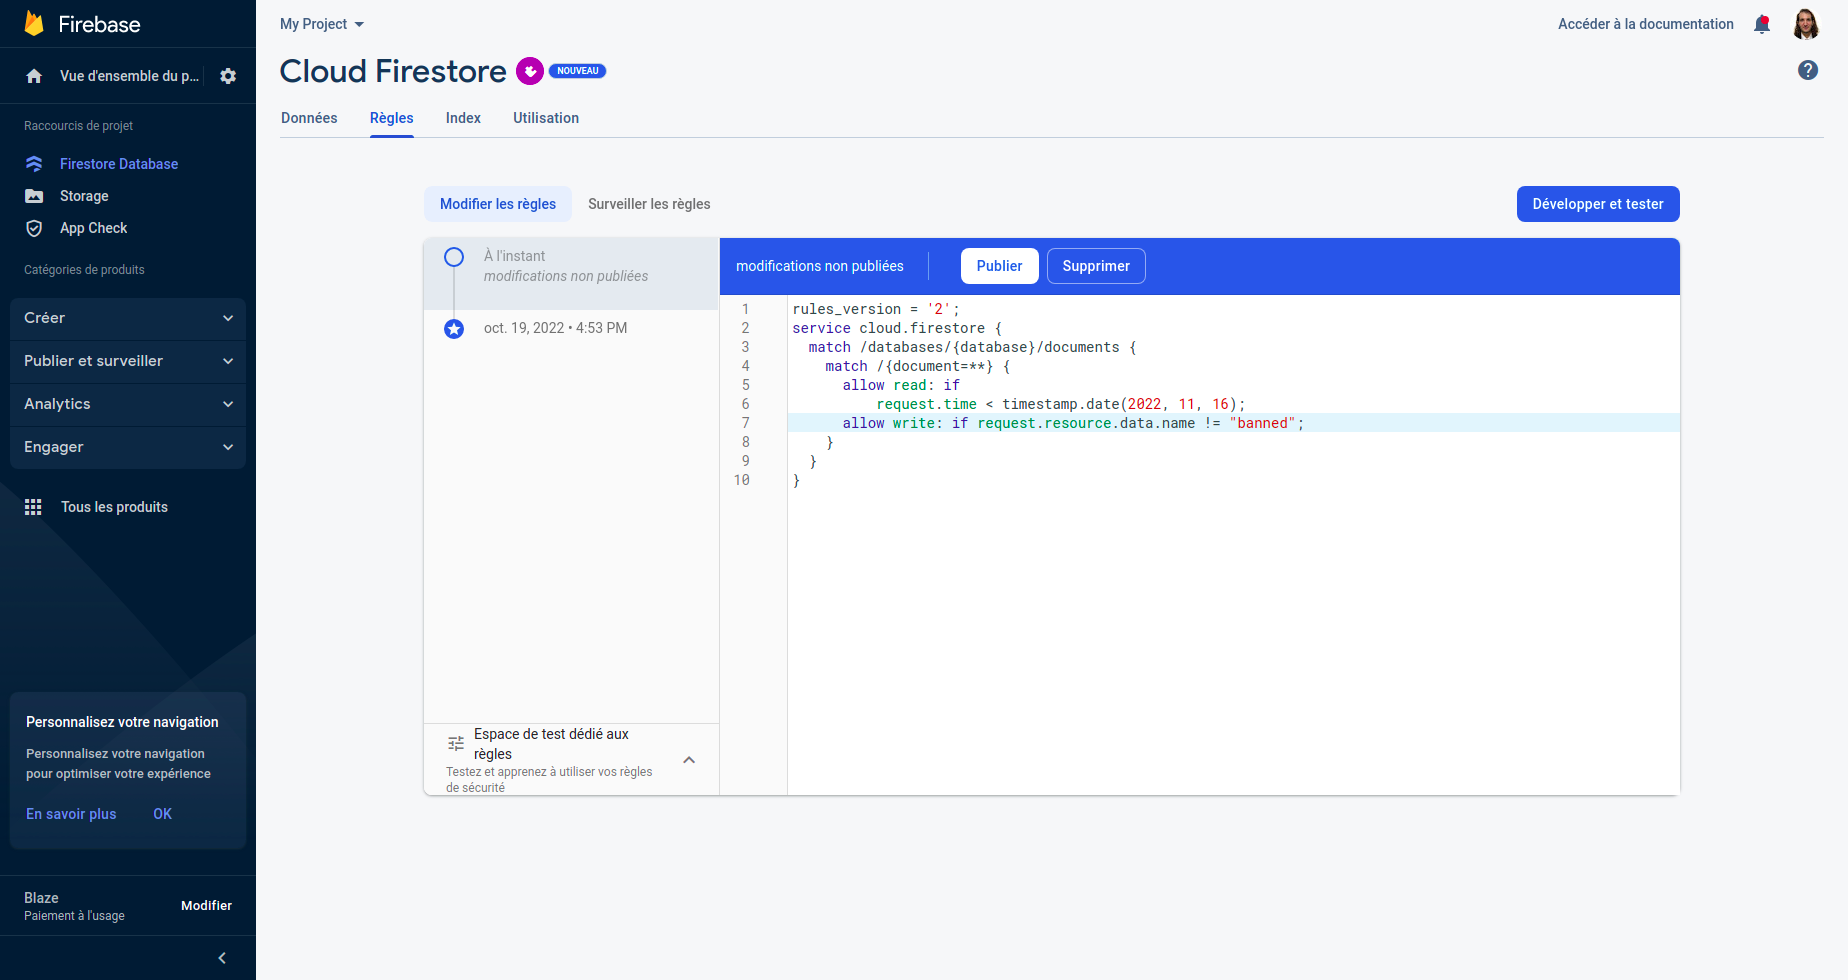 Firebase
Vue d'ensemble du p...
Raccourcis de projet
Firestore Database
Storage
App Check
Catégories de produits
Créer
Publier et surveiller
Analytics
Engager
Tous les produits
Personnalisez votre navigation
Personnalisez votre navigation
pour optimiser votre expérience
En savoir plus OK
Blaze
Paiement à l'usage
Modifier
My Project
Accéder à la documentation
Cloud Firestore NOUVEAU
Données Règles Index Utilisation
Modifier les règles Surveiller les règles
Développer et tester
À l'instant
modifications non publiées
oct. 19, 2022 • 4:53 PM
Espace de test dédié aux
règles
Testez et apprenez à utiliser vos règles
de sécurité
modifications non publiées Publier Supprimer
1 rules_version = '2';
2 service cloud.firestore {
3 match /databases/{database}/documents {
4 match /{document=**} {
5 allow read: if
6 request.time < timestamp.date(2022, 11, 16);
7 allow write: if request.resource.data.name != "banned";
8 }
9 }
10 }